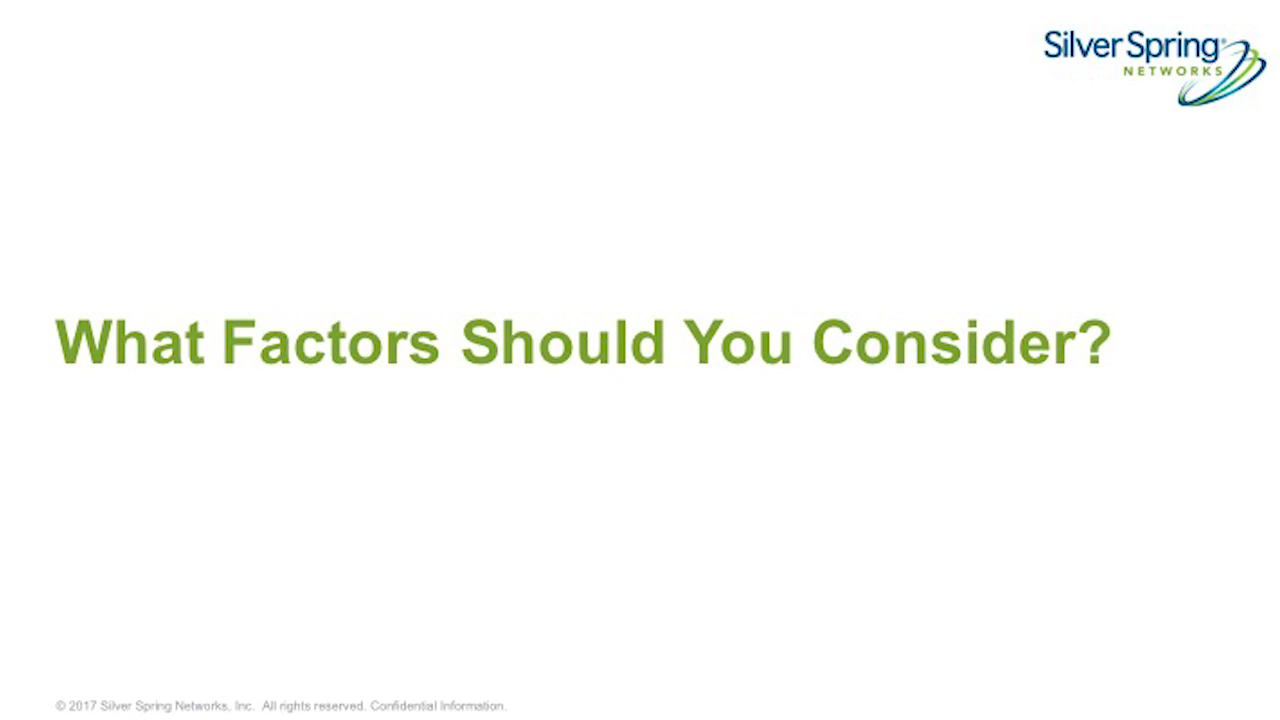 Silver Spring®
NETWORKS
What Factors Should You Consider?
© 2017 Silver Spring Networks, Inc. All rights reserved. Confidential Information.